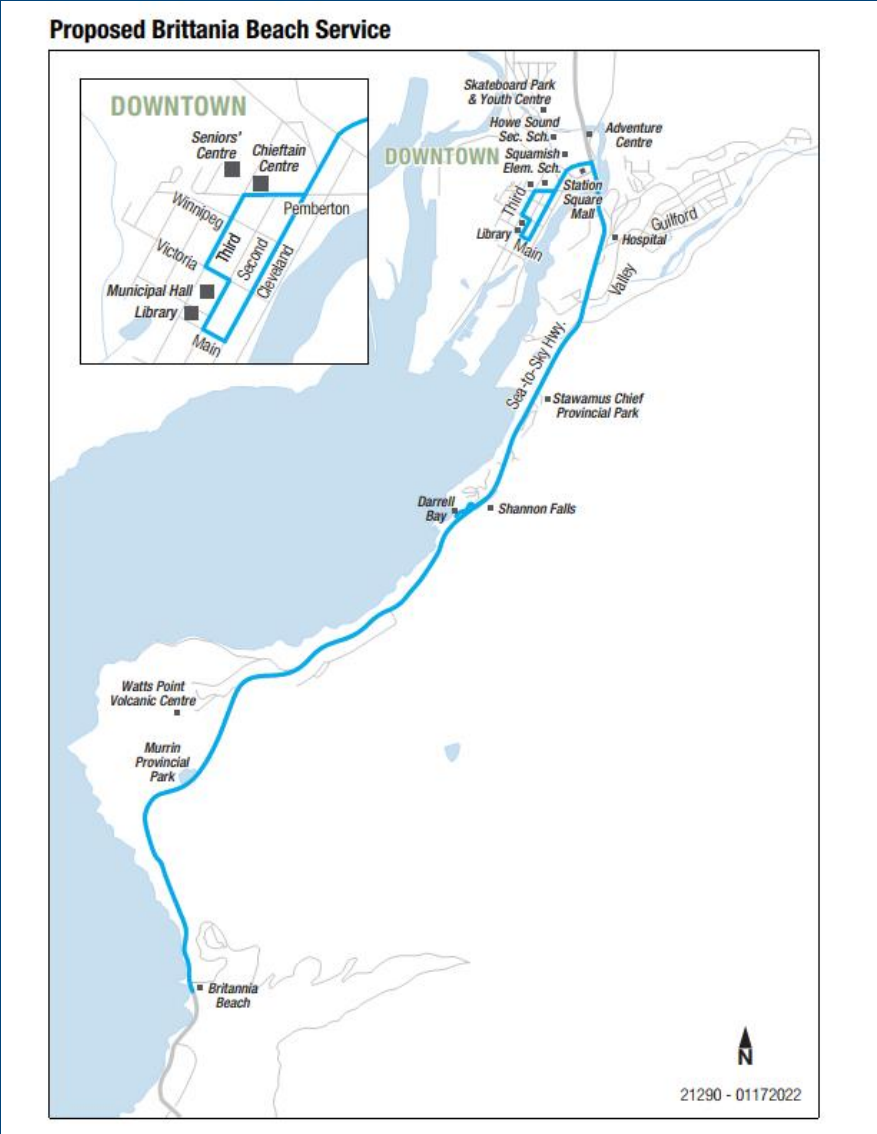 Proposed Brittania Beach Service
DOWNTOWN
Seniors'
Centre
Chieftain
Centre
Winnipeg
Pemberton
Victoria
Third
Second
Cleveland
Municipal Hall
Library
Main
Skateboard Park
& Youth Centre
Howe Sound
Sec. Sch.
Adventure
Centre
DOWNTOWN
Squamish
Elem. Sch.
Station
Square
Mall
Third
Library
Main
Guilford
Hospital
Valley
Sea-to-Sky Hwy.
Stawamus Chief
Provincial Park
Darrell
Bay
Shannon Falls
Watts Point
Volcanic Centre
Murrin
Provincial
Park
Britannia
Beach
N
21290 - 01172022